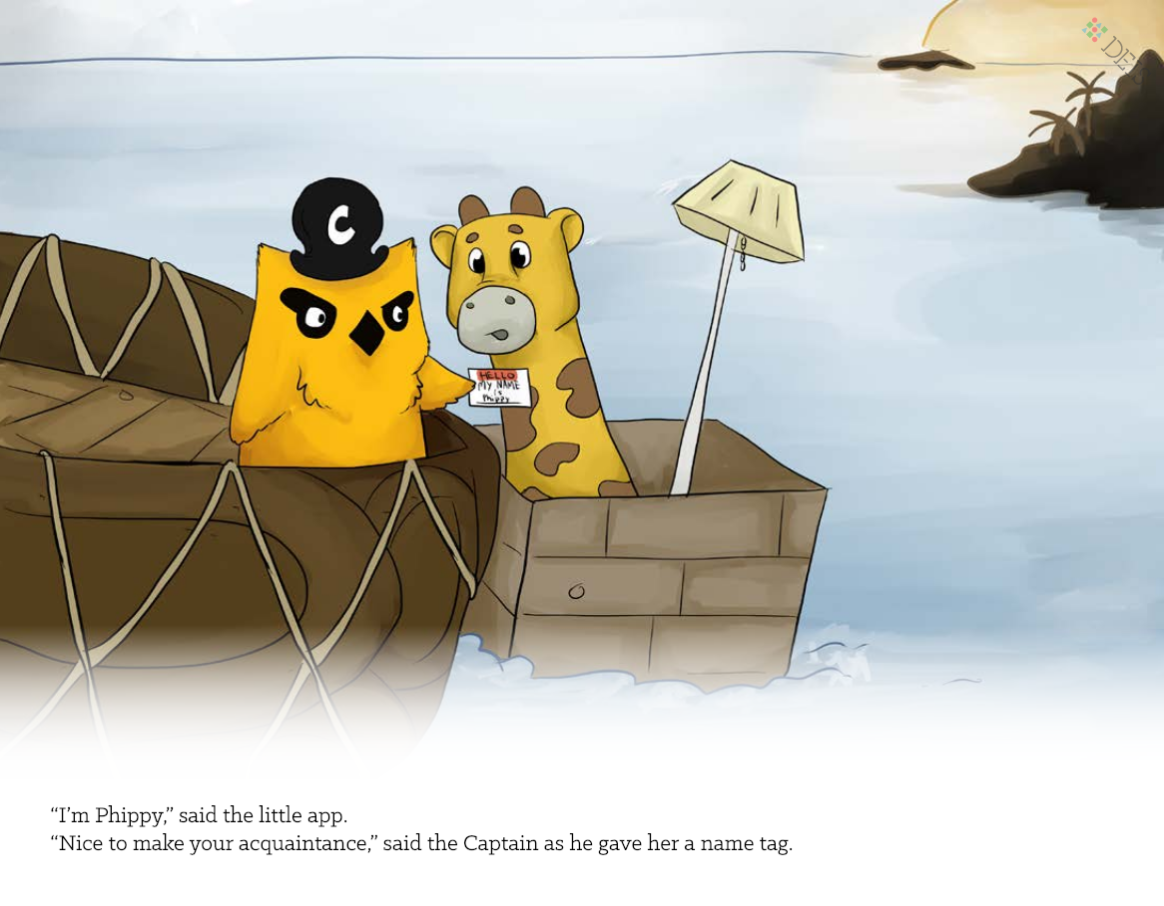 C
HELLO
MY NAME
is
Phippy
“I’m Phippy,” said the little app.
“Nice to make your acquaintance,” said the Captain as he gave her a name tag.